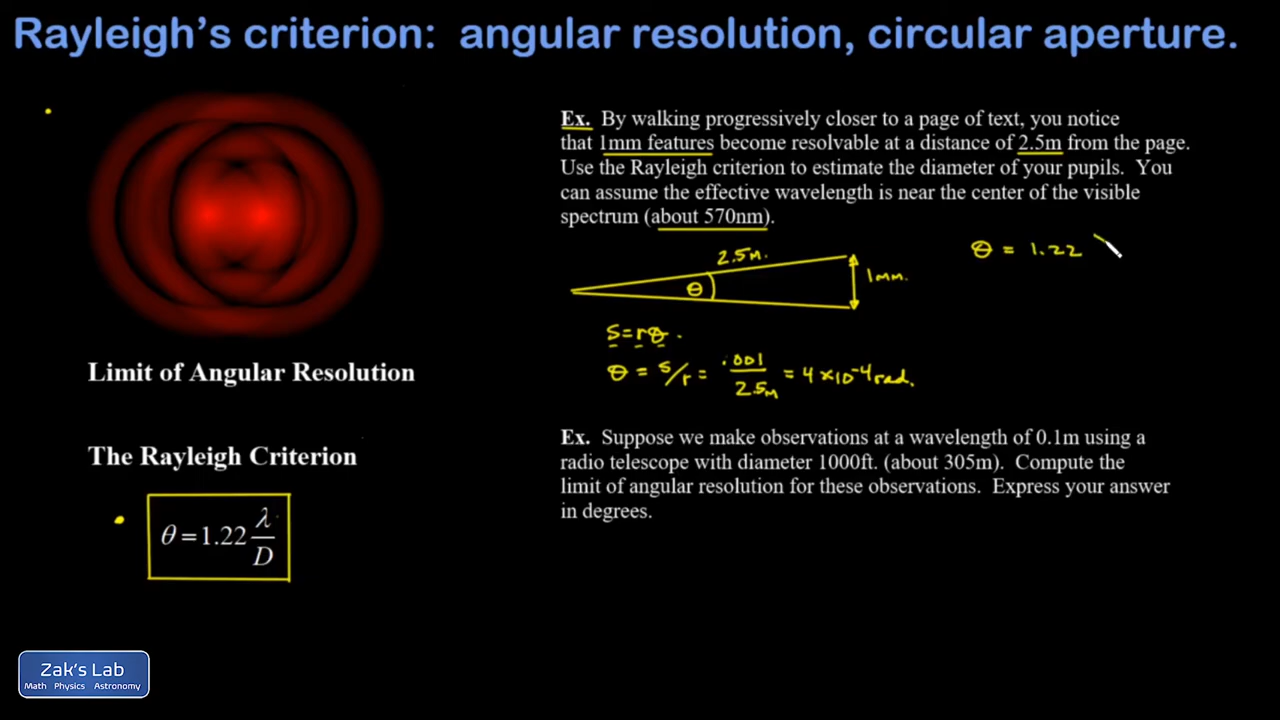 Rayleigh's criterion: angular resolution, circular aperture.
Limit of Angular Resolution
The Rayleigh Criterion
θ = 1.22 λ/D
Ex. By walking progressively closer to a page of text, you notice
that 1mm features become resolvable at a distance of 2.5m from the page.
Use the Rayleigh criterion to estimate the diameter of your pupils. You
can assume the effective wavelength is near the center of the visible
spectrum (about 570nm).
2.5m.
θ
1mm.
S=rθ.
θ = s/r = .001/2.5m = 4×10⁻⁴ rad.
θ = 1.22
Ex. Suppose we make observations at a wavelength of 0.1m using a
radio telescope with diameter 1000ft. (about 305m). Compute the
limit of angular resolution for these observations. Express your answer
in degrees.
Zak's Lab
Math Physics Astronomy